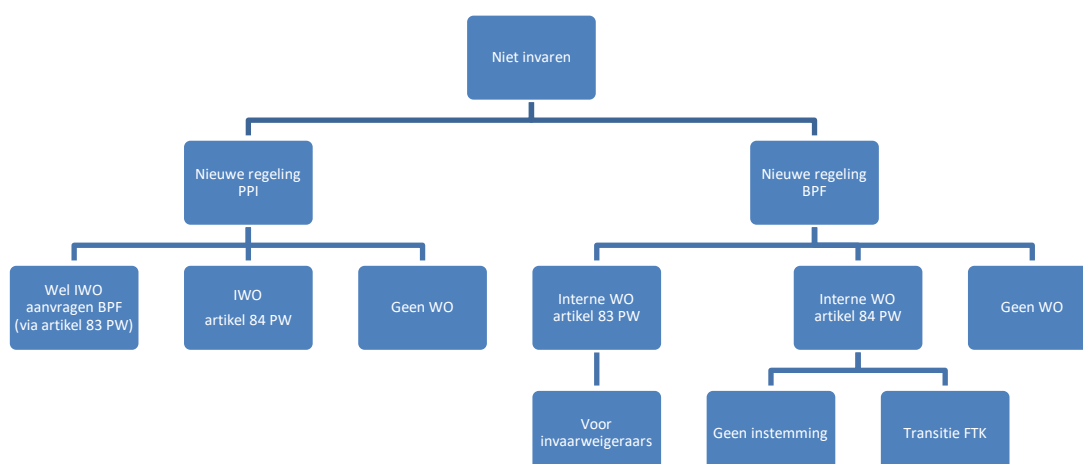 Niet invaren
Nieuwe regeling
PPI
Nieuwe regeling
BPF
Wel IWO
aanvragen BPF
(via artikel 83 PW)
IWO
artikel 84 PW
Geen WO
Interne WO
artikel 83 PW
Interne WO
artikel 84 PW
Geen WO
Voor
invaarweigeraars
Geen instemming
Transitie FTK